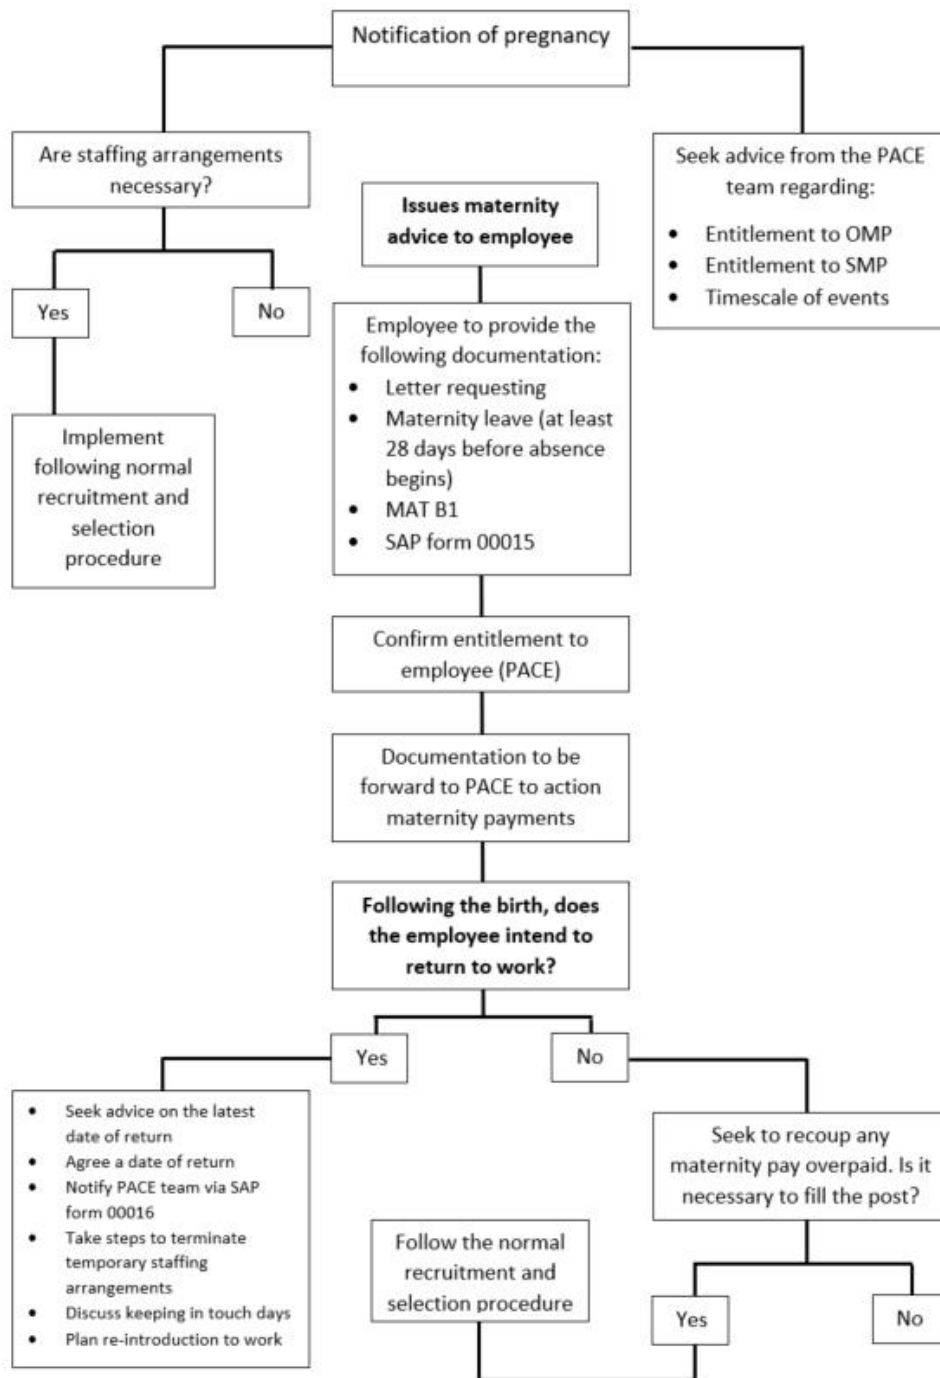 Notification of pregnancy
Are staffing arrangements
necessary?
Seek advice from the PACE
team regarding:
• Entitlement to OMP
• Entitlement to SMP
• Timescale of events
Issues maternity
advice to employee
Yes
No
Employee to provide the
following documentation:
• Letter requesting
• Maternity leave (at least
28 days before absence
begins)
• MAT B1
• SAP form 00015
Implement
following normal
recruitment and
selection
procedure
Confirm entitlement to
employee (PACE)
Documentation to be
forward to PACE to action
maternity payments
Following the birth, does
the employee intend to
return to work?
Yes
No
• Seek advice on the latest
date of return
• Agree a date of return
• Notify PACE team via SAP
form 00016
• Take steps to terminate
temporary staffing
arrangements
• Discuss keeping in touch days
• Plan re-introduction to work
Seek to recoup any
maternity pay overpaid. Is it
necessary to fill the post?
Follow the normal
recruitment and
selection procedure
Yes
No